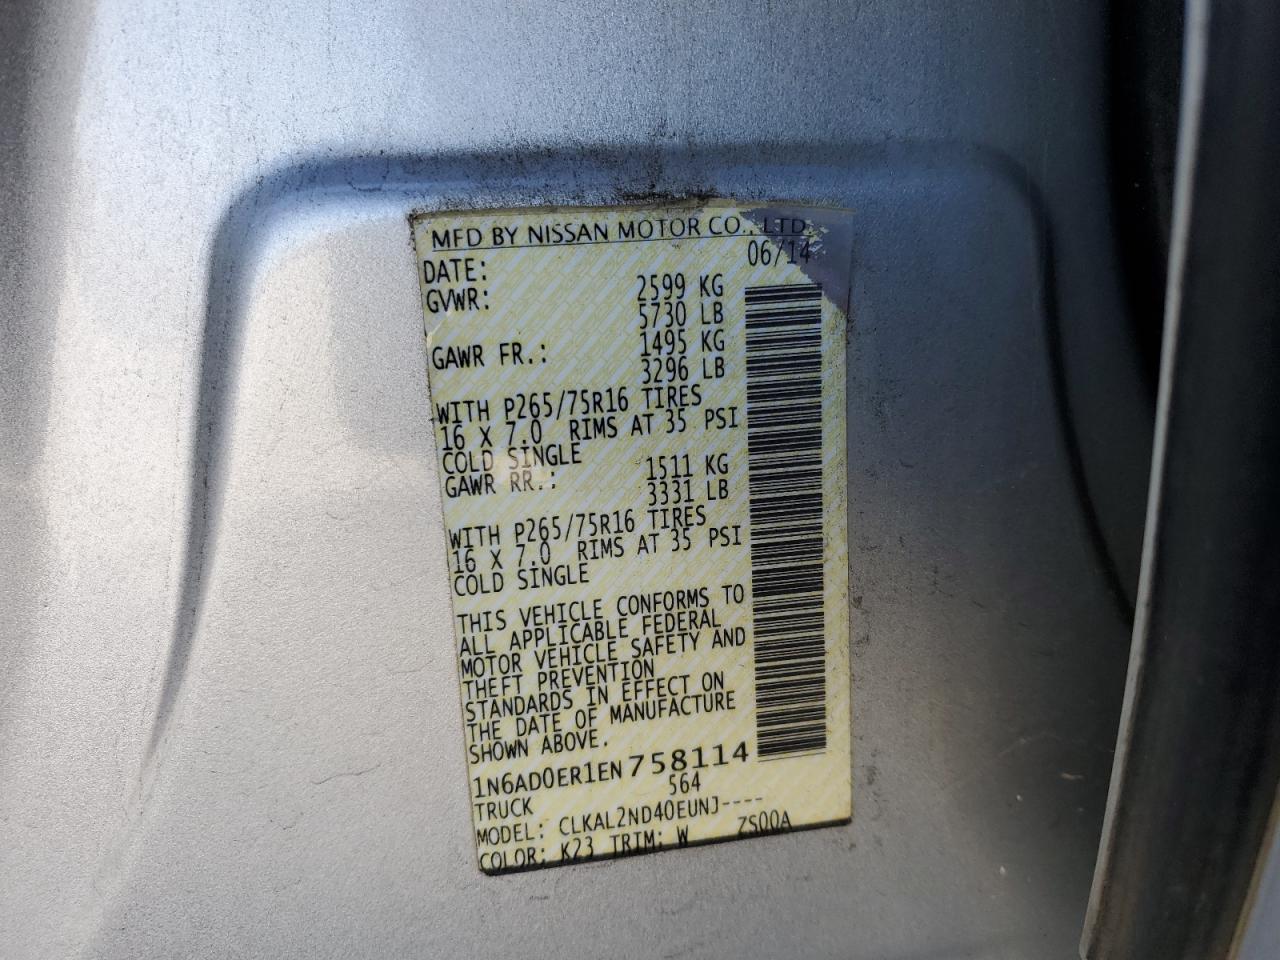 MFD BY NISSAN MOTOR CO., LTD.
DATE: 06/14
GVWR: 2599 KG
5730 LB
GAWR FR.: 1495 KG
3296 LB
WITH P265/75R16 TIRES
16 X 7.0 RIMS AT 35 PSI
COLD SINGLE
GAWR RR.: 1511 KG
3331 LB
WITH P265/75R16 TIRES
16 X 7.0 RIMS AT 35 PSI
COLD SINGLE
THIS VEHICLE CONFORMS TO
ALL APPLICABLE FEDERAL
MOTOR VEHICLE SAFETY AND
THEFT PREVENTION
STANDARDS IN EFFECT ON
THE DATE OF MANUFACTURE
SHOWN ABOVE.
1N6AD0ER1EN758114
TRUCK 564
MODEL: CLKAL2ND40EUNJ----
COLOR: K23 TRIM: W ZS00A